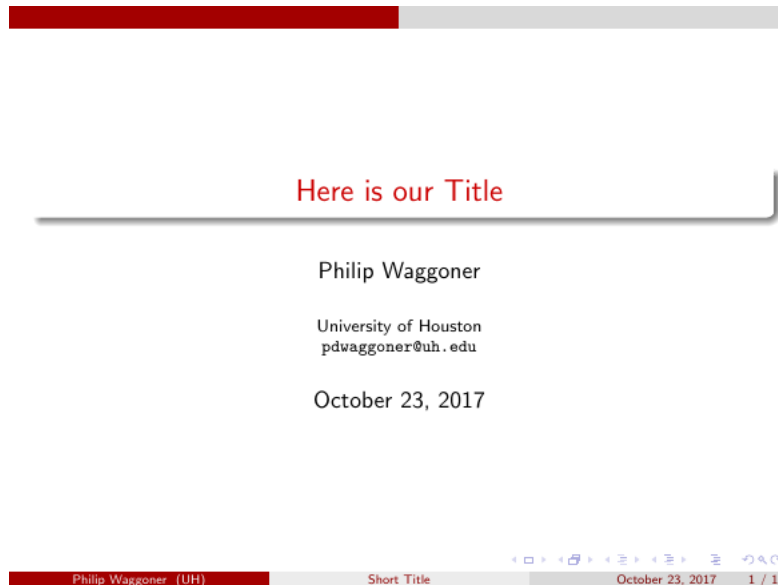 Here is our Title
Philip Waggoner
University of Houston
pdwaggoner@uh.edu
October 23, 2017
Philip Waggoner (UH) Short Title October 23, 2017 1 /